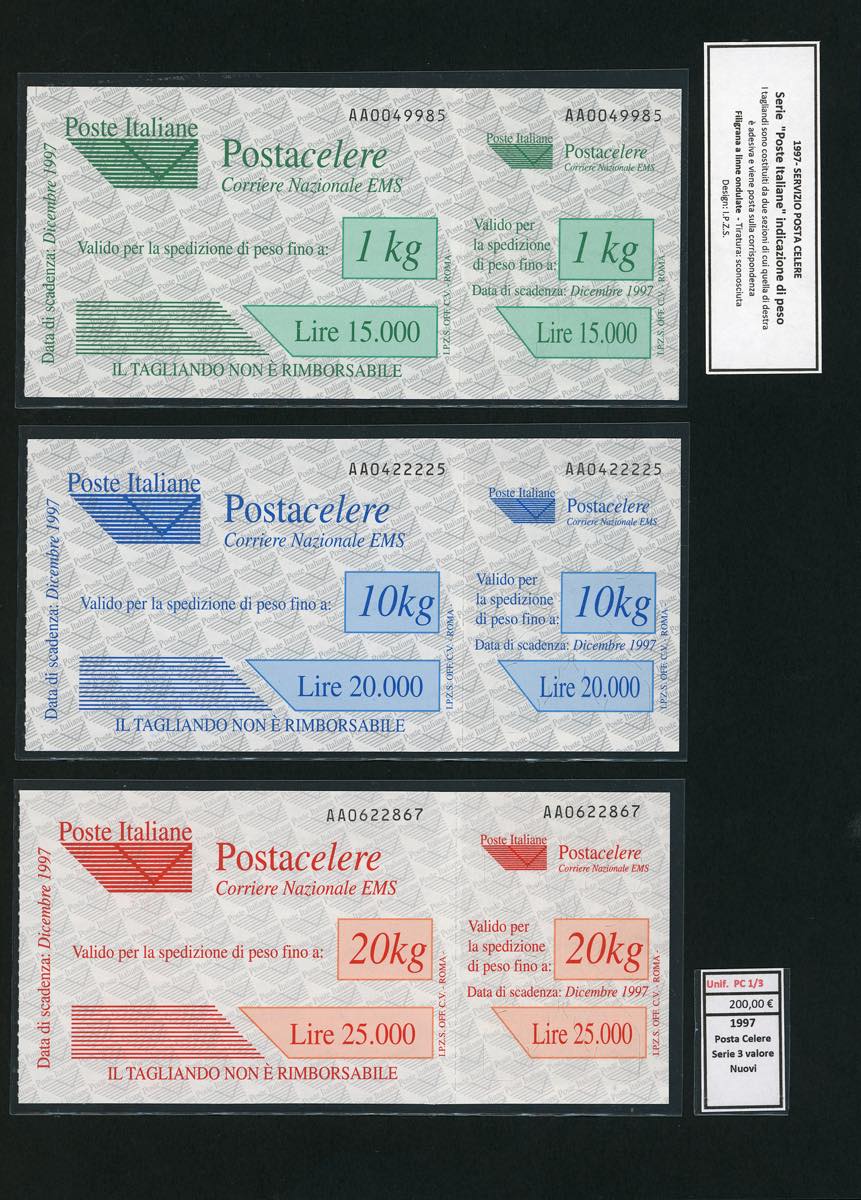 AA0049985
Poste Italiane
Postacelere
Corriere Nazionale EMS
Data di scadenza: Dicembre 1997
Valido per la spedizione di peso fino a:
1 kg
Lire 15.000
IL TAGLIANDO NON È RIMBORSABILE
I.P.Z.S. OFF. C.V. - ROMA -
AA0049985
Poste Italiane
Postacelere
Corriere Nazionale EMS
Valido per
la spedizione
di peso fino a:
1 kg
Data di scadenza: Dicembre 1997
Lire 15.000
I.P.Z.S. OFF. C.V. - ROMA -
AA0422225
Poste Italiane
Postacelere
Corriere Nazionale EMS
Data di scadenza: Dicembre 1997
Valido per la spedizione di peso fino a:
10kg
Lire 20.000
IL TAGLIANDO NON È RIMBORSABILE
I.P.Z.S. OFF. C.V. - ROMA -
AA0422225
Poste Italiane
Postacelere
Corriere Nazionale EMS
Valido per
la spedizione
di peso fino a:
10kg
Data di scadenza: Dicembre 1997
Lire 20.000
I.P.Z.S. OFF. C.V. - ROMA -
AA0622867
Poste Italiane
Postacelere
Corriere Nazionale EMS
Data di scadenza: Dicembre 1997
Valido per la spedizione di peso fino a:
20kg
Lire 25.000
IL TAGLIANDO NON È RIMBORSABILE
I.P.Z.S. OFF. C.V. - ROMA -
AA0622867
Poste Italiane
Postacelere
Corriere Nazionale EMS
Valido per
la spedizione
di peso fino a:
20kg
Data di scadenza: Dicembre 1997
Lire 25.000
I.P.Z.S. OFF. C.V. - ROMA -
1997- SERVIZIO POSTA CELERE
Serie "Poste Italiane" indicazione di peso
I tagliandi sono costituiti da due sezioni di cui quella di destra
è adesiva e viene posta sulla corrispondenza
Filigrana a linne ondulate - Tiratura: sconosciuta
Design: I.P.Z.S.
Unif. PC 1/3
200,00 €
1997
Posta Celere
Serie 3 valore
Nuovi